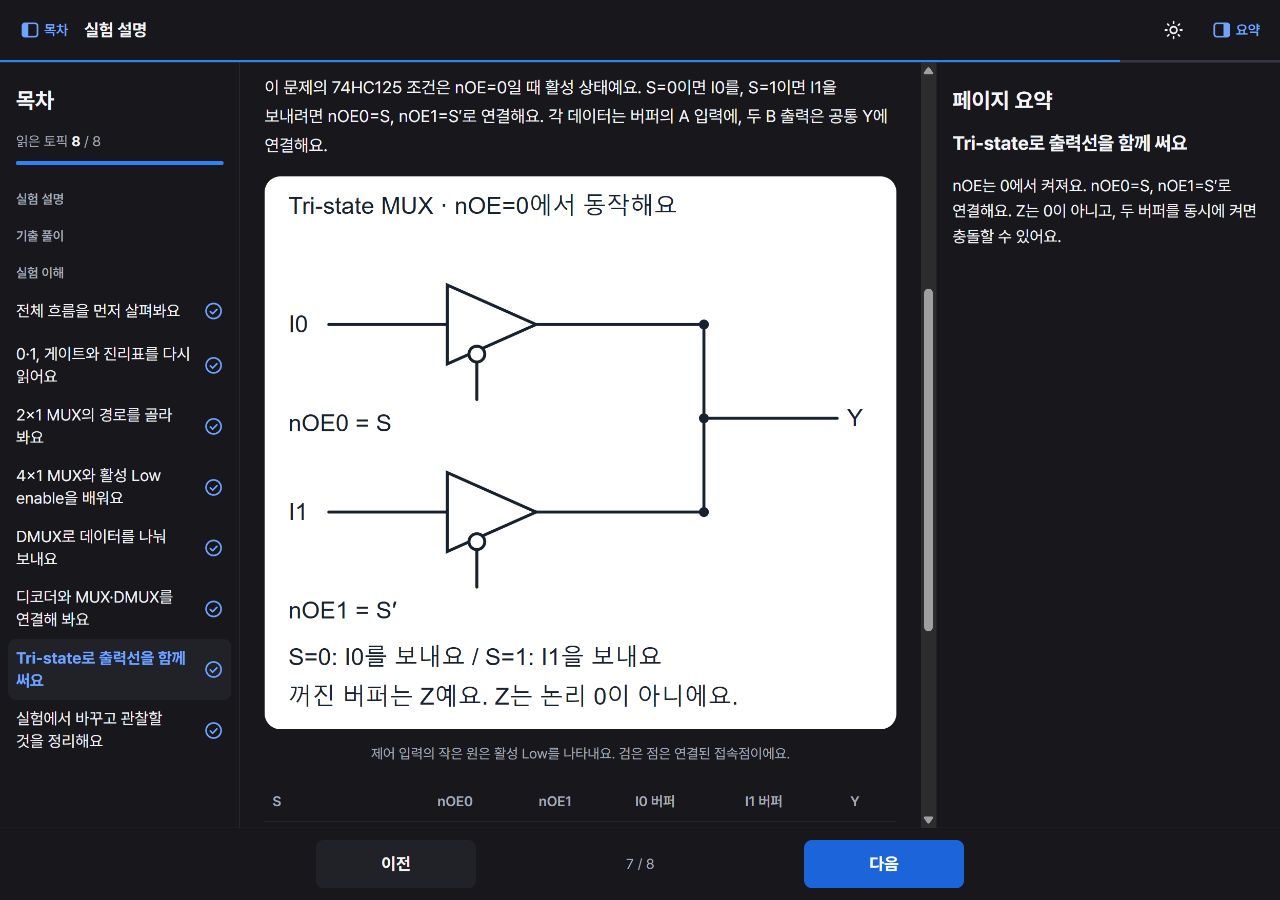 목차
실험 설명
요약
목차
읽은 토픽 8 / 8
실험 설명
기출 풀이
실험 이해
전체 흐름을 먼저 살펴봐요
0·1, 게이트와 진리표를 다시
읽어요
2×1 MUX의 경로를 골라
봐요
4×1 MUX와 활성 Low
enable을 배워요
DMUX로 데이터를 나눠
보내요
디코더와 MUX·DMUX를
연결해 봐요
Tri-state로 출력선을 함께
써요
실험에서 바꾸고 관찰할
것을 정리해요
이 문제의 74HC125 조건은 nOE=0일 때 활성 상태예요. S=0이면 I0를, S=1이면 I1을
보내려면 nOE0=S, nOE1=S′로 연결해요. 각 데이터는 버퍼의 A 입력에, 두 B 출력은 공통 Y에
연결해요.
Tri-state MUX · nOE=0에서 동작해요
I0
nOE0 = S
Y
I1
nOE1 = S′
S=0: I0를 보내요 / S=1: I1을 보내요
꺼진 버퍼는 Z예요. Z는 논리 0이 아니에요.
제어 입력의 작은 원은 활성 Low를 나타내요. 검은 점은 연결된 접속점이에요.
S nOE0 nOE1 I0 버퍼 I1 버퍼 Y
페이지 요약
Tri-state로 출력선을 함께 써요
nOE는 0에서 켜져요. nOE0=S, nOE1=S′로
연결해요. Z는 0이 아니고, 두 버퍼를 동시에 켜면
충돌할 수 있어요.
이전
7 / 8
다음